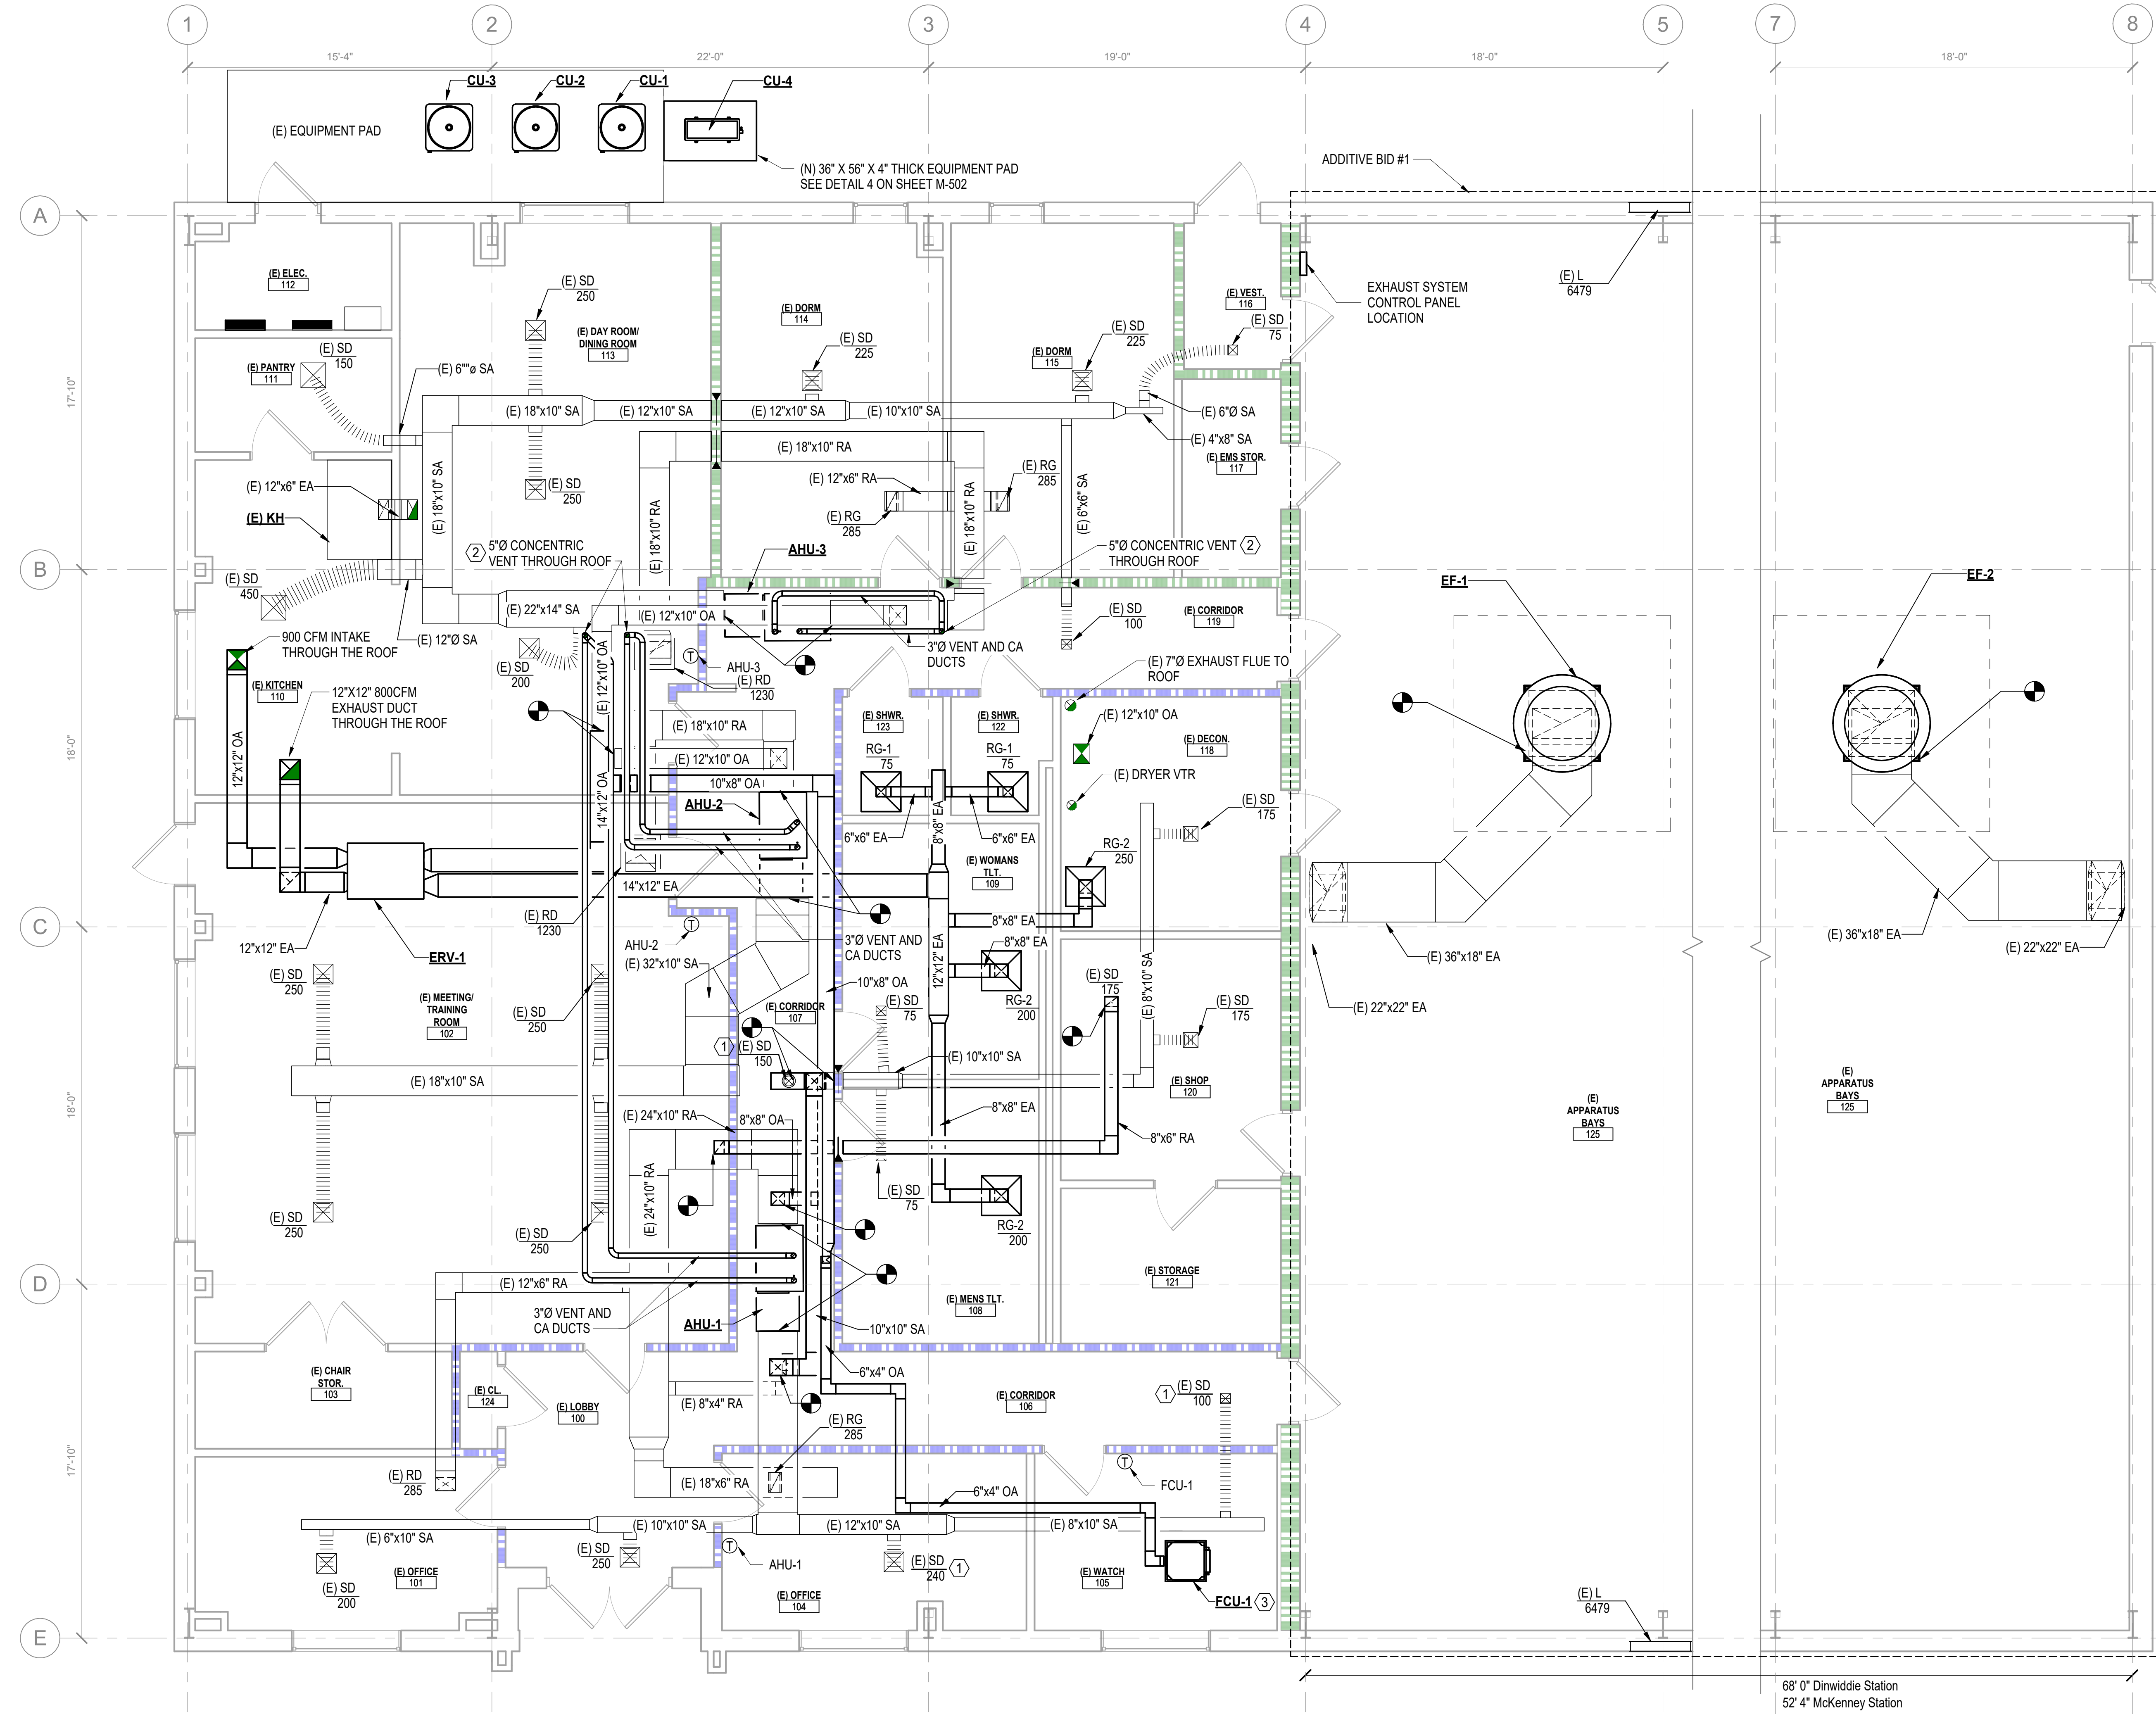 1
2
3
4
5
7
8
15'-4"
22'-0"
19'-0"
18'-0"
18'-0"
CU-3
CU-2
CU-1
CU-4
(E) EQUIPMENT PAD
(N) 36" X 56" X 4" THICK EQUIPMENT PAD
SEE DETAIL 4 ON SHEET M-502
ADDITIVE BID #1
A
(E) ELEC.
112
(E) SD
250
(E) DAY ROOM/
DINING ROOM
113
(E) DORM
114
(E) SD
225
(E) DORM
115
(E) SD
225
(E) VEST.
116
(E) SD
75
EXHAUST SYSTEM
CONTROL PANEL
LOCATION
(E) L
6479
(E) PANTRY
111
(E) SD
150
(E) 6""ø SA
17'-10"
(E) 18"x10" SA
(E) 12"x10" SA
(E) 12"x10" SA
(E) 10"x10" SA
(E) 6"Ø SA
(E) 4"x8" SA
(E) 18"x10" RA
(E) EMS STOR.
117
(E) 12"x6" EA
(E) KH
(E) 18"x10" SA
(E) SD
250
(E) 18"x10" RA
(E) 12"x6" RA
(E) RG
285
(E) RG
285
(E) 18"x10" RA
(E) 6"x6" SA
2
5"Ø CONCENTRIC
VENT THROUGH ROOF
AHU-3
5"Ø CONCENTRIC VENT
THROUGH ROOF
2
B
(E) SD
450
(E) 22"x14" SA
(E) 12"x10" OA
(E) 12"Ø SA
(E) SD
100
(E) CORRIDOR
119
EF-1
EF-2
900 CFM INTAKE
THROUGH THE ROOF
(E) SD
200
(E) 12"x10" OA
AHU-3
(E) RD
1230
3"Ø VENT AND CA
DUCTS
(E) 7"Ø EXHAUST FLUE TO
ROOF
(E) KITCHEN
110
12"X12" 800CFM
EXHAUST DUCT
THROUGH THE ROOF
(E) 18"x10" RA
(E) SHWR.
123
(E) SHWR.
122
(E) 12"x10" OA
(E) DECON.
118
18'-0"
12"x12" OA
(E) 12"x10" OA
RG-1
75
RG-1
75
(E) DRYER VTR
14"x12" OA
10"x8" OA
AHU-2
6"x6" EA
8"x8" EA
6"x6" EA
(E) SD
175
RG-2
250
(E) WOMANS
TLT.
109
14"x12" EA
(E) RD
1230
8"x8" EA
C
12"x12" EA
ERV-1
AHU-2
3"Ø VENT AND
CA DUCTS
8"x8" EA
12"x12" EA
(E) 36"x18" EA
(E) 36"x18" EA
(E) 22"x22" EA
(E) 22"x22" EA
(E) SD
250
(E) MEETING/
TRAINING
ROOM
102
(E) SD
250
(E) 32"x10" SA
10"x8" OA
(E) CORRIDOR
107
(E) SD
75
RG-2
200
(E) SD
175
(E) 8"x10" SA
(E) SD
175
1
(E) SD
150
(E) 10"x10" SA
(E) 18"x10" SA
(E) SHOP
120
(E)
APPARATUS
BAYS
125
(E)
APPARATUS
BAYS
125
18'-0"
(E) 24"x10" RA
8"x8" OA
8"x8" EA
8"x6" RA
(E) 24"x10" RA
(E) SD
75
(E) SD
250
(E) SD
250
RG-2
200
D
(E) 12"x6" RA
(E) STORAGE
121
(E) MENS TLT.
108
3"Ø VENT AND
CA DUCTS
AHU-1
10"x10" SA
6"x4" OA
(E) CHAIR
STOR.
103
(E) CL.
124
(E) LOBBY
100
(E) 8"x4" RA
(E) CORRIDOR
106
1
(E) SD
100
17'-10"
(E) RG
285
(E) RD
285
(E) 18"x6" RA
6"x4" OA
FCU-1
(E) 6"x10" SA
(E) 10"x10" SA
(E) 12"x10" SA
(E) 8"x10" SA
(E) SD
200
(E) OFFICE
101
(E) SD
250
AHU-1
(E) SD
240
1
(E) OFFICE
104
(E) WATCH
105
FCU-1
3
(E) L
6479
E
T
T
T
T
68' 0" Dinwiddie Station
52' 4" McKenney Station